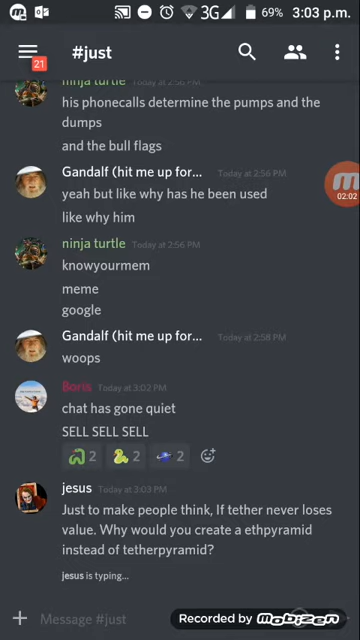 3G 69% 3:03 p.m.
#just
21
ninja turtle Today at 2:56 PM
his phonecalls determine the pumps and the
dumps
and the bull flags
Gandalf (hit me up for... Today at 2:56 PM
yeah but like why has he been used
like why him
02:02
ninja turtle Today at 2:56 PM
knowyourmem
meme
google
Gandalf (hit me up for... Today at 2:58 PM
woops
Boris Today at 3:02 PM
chat has gone quiet
SELL SELL SELL
2 2 2
jesus Today at 3:03 PM
Just to make people think, If tether never loses
value. Why would you create a ethpyramid
instead of tetherpyramid?
jesus is typing...
Message #just
Recorded by Mobizen